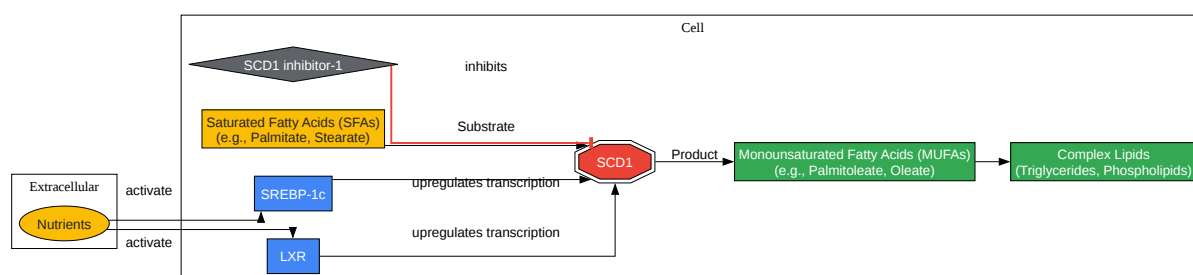 Cell
SCD1 inhibitor-1
inhibits
Saturated Fatty Acids (SFAs)
(e.g., Palmitate, Stearate)
Substrate
SCD1
Product
Monounsaturated Fatty Acids (MUFAs)
(e.g., Palmitoleate, Oleate)
Complex Lipids
(Triglycerides, Phospholipids)
Extracellular
Nutrients
activate
SREBP-1c
upregulates transcription
activate
LXR
upregulates transcription